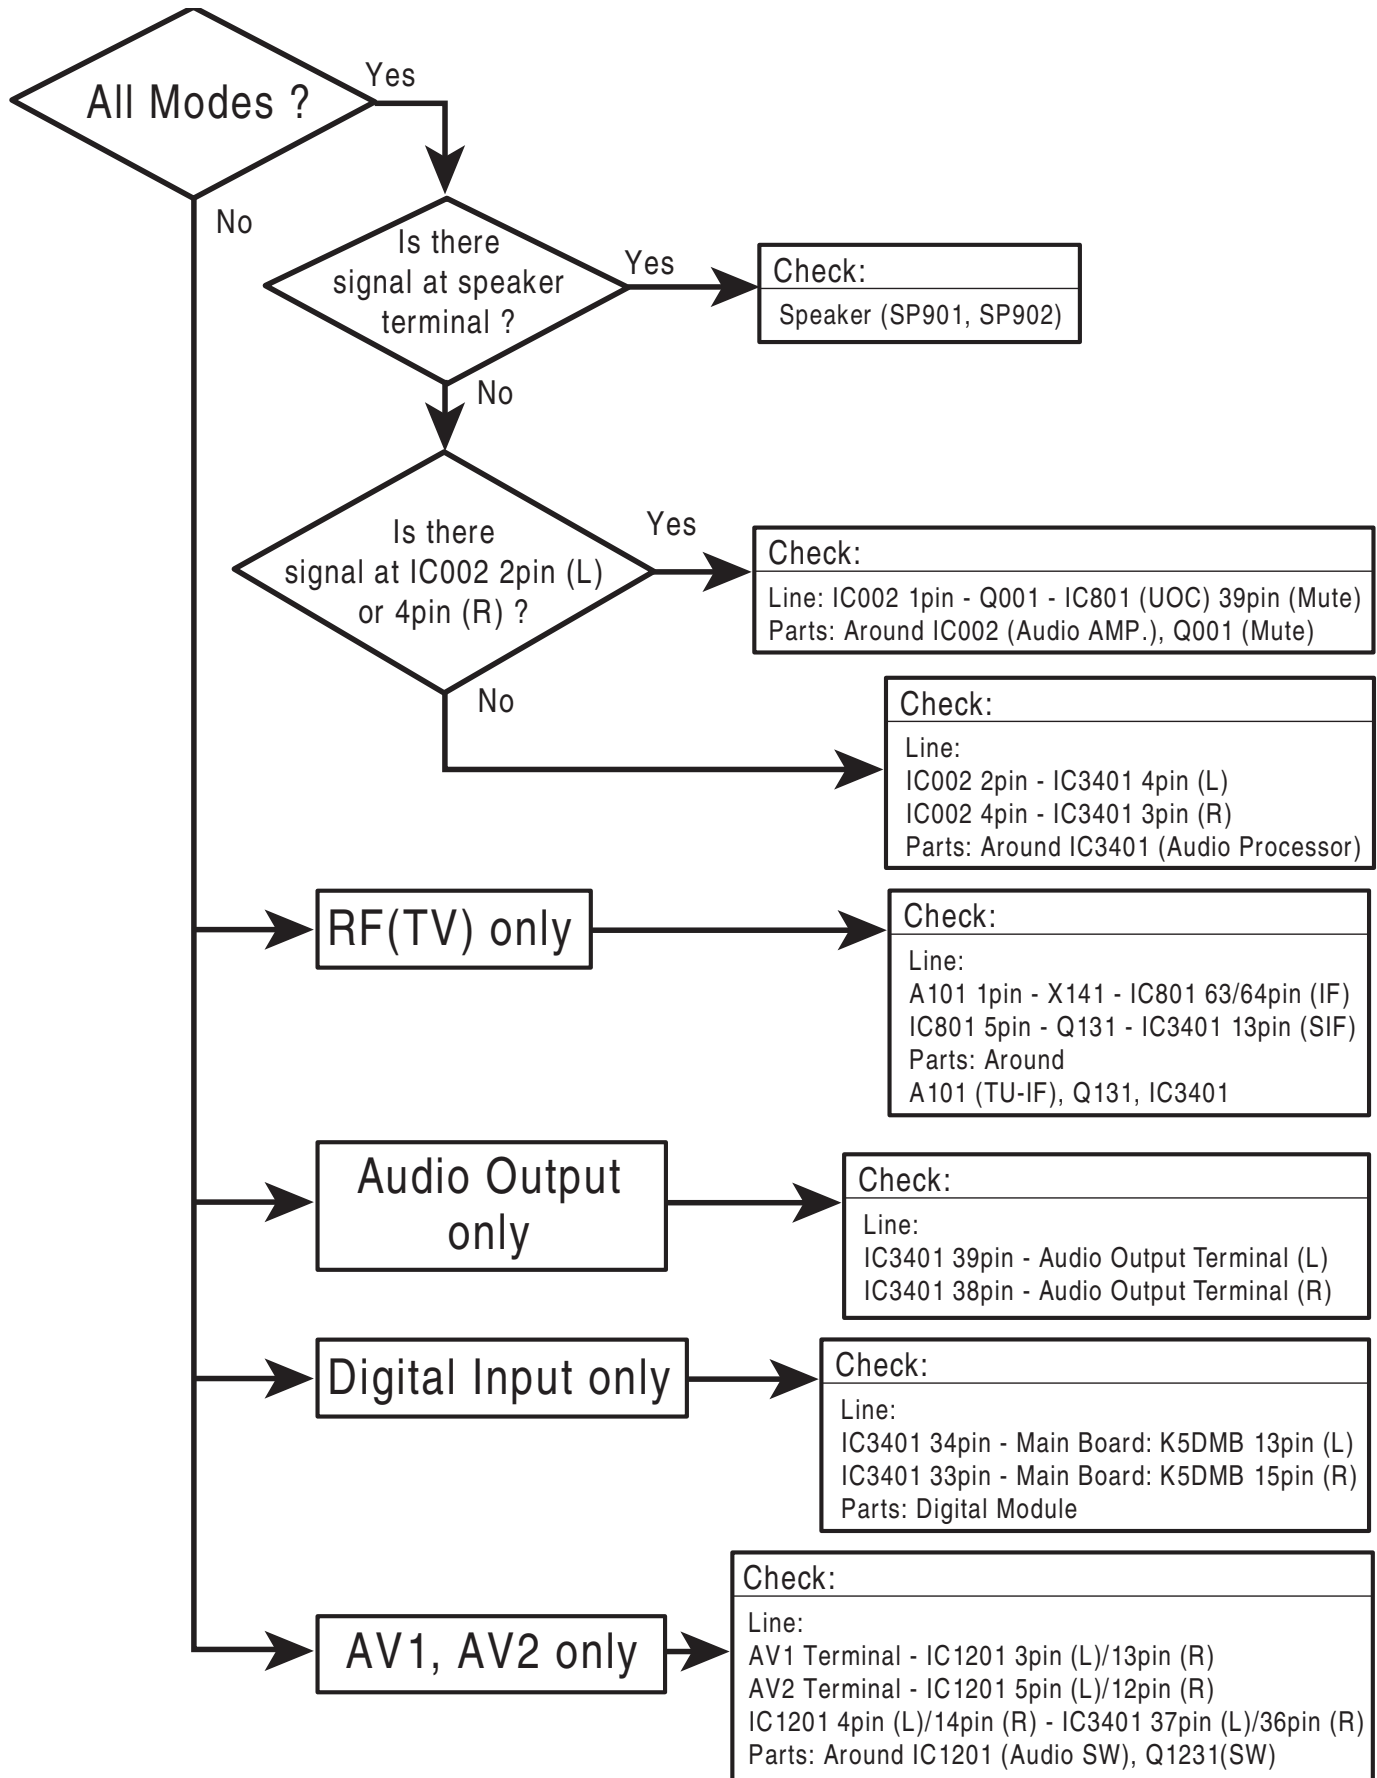 All Modes ?
Yes
No
Is there
signal at speaker
terminal ?
Yes
Check:
Speaker (SP901, SP902)
No
Is there
signal at IC002 2pin (L)
or 4pin (R) ?
Yes
Check:
Line: IC002 1pin - Q001 - IC801 (UOC) 39pin (Mute)
Parts: Around IC002 (Audio AMP.), Q001 (Mute)
No
Check:
Line:
IC002 2pin - IC3401 4pin (L)
IC002 4pin - IC3401 3pin (R)
Parts: Around IC3401 (Audio Processor)
RF(TV) only
Check:
Line:
A101 1pin - X141 - IC801 63/64pin (IF)
IC801 5pin - Q131 - IC3401 13pin (SIF)
Parts: Around
A101 (TU-IF), Q131, IC3401
Audio Output
only
Check:
Line:
IC3401 39pin - Audio Output Terminal (L)
IC3401 38pin - Audio Output Terminal (R)
Digital Input only
Check:
Line:
IC3401 34pin - Main Board: K5DMB 13pin (L)
IC3401 33pin - Main Board: K5DMB 15pin (R)
Parts: Digital Module
AV1, AV2 only
Check:
Line:
AV1 Terminal - IC1201 3pin (L)/13pin (R)
AV2 Terminal - IC1201 5pin (L)/12pin (R)
IC1201 4pin (L)/14pin (R) - IC3401 37pin (L)/36pin (R)
Parts: Around IC1201 (Audio SW), Q1231(SW)